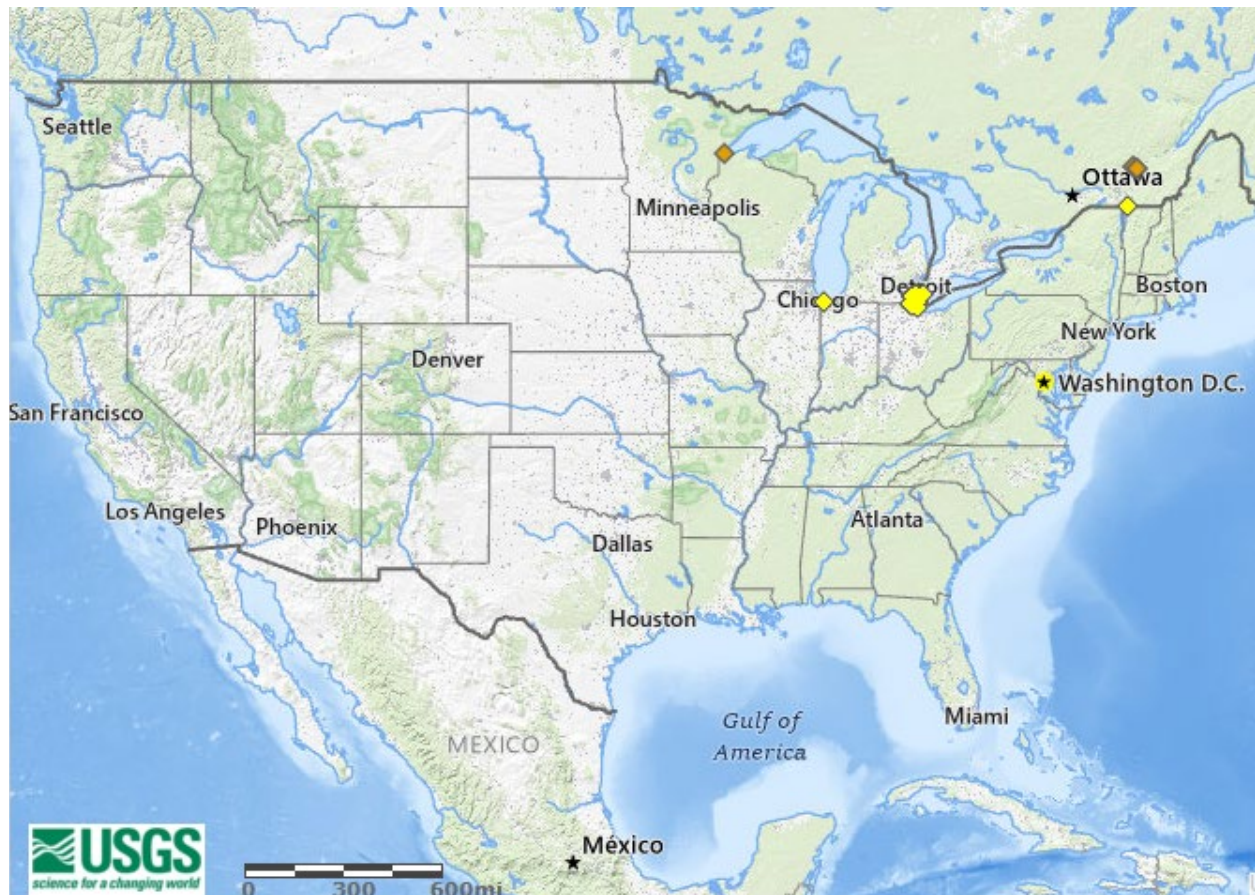 Seattle
Ottawa
Minneapolis
Detroit
Boston
Chicago
New York
Denver
Washington D.C.
San Francisco
Los Angeles
Phoenix
Atlanta
Dallas
Houston
Gulf of
America
Miami
MEXICO
México
USGS
science for a changing world
0 300 600mi